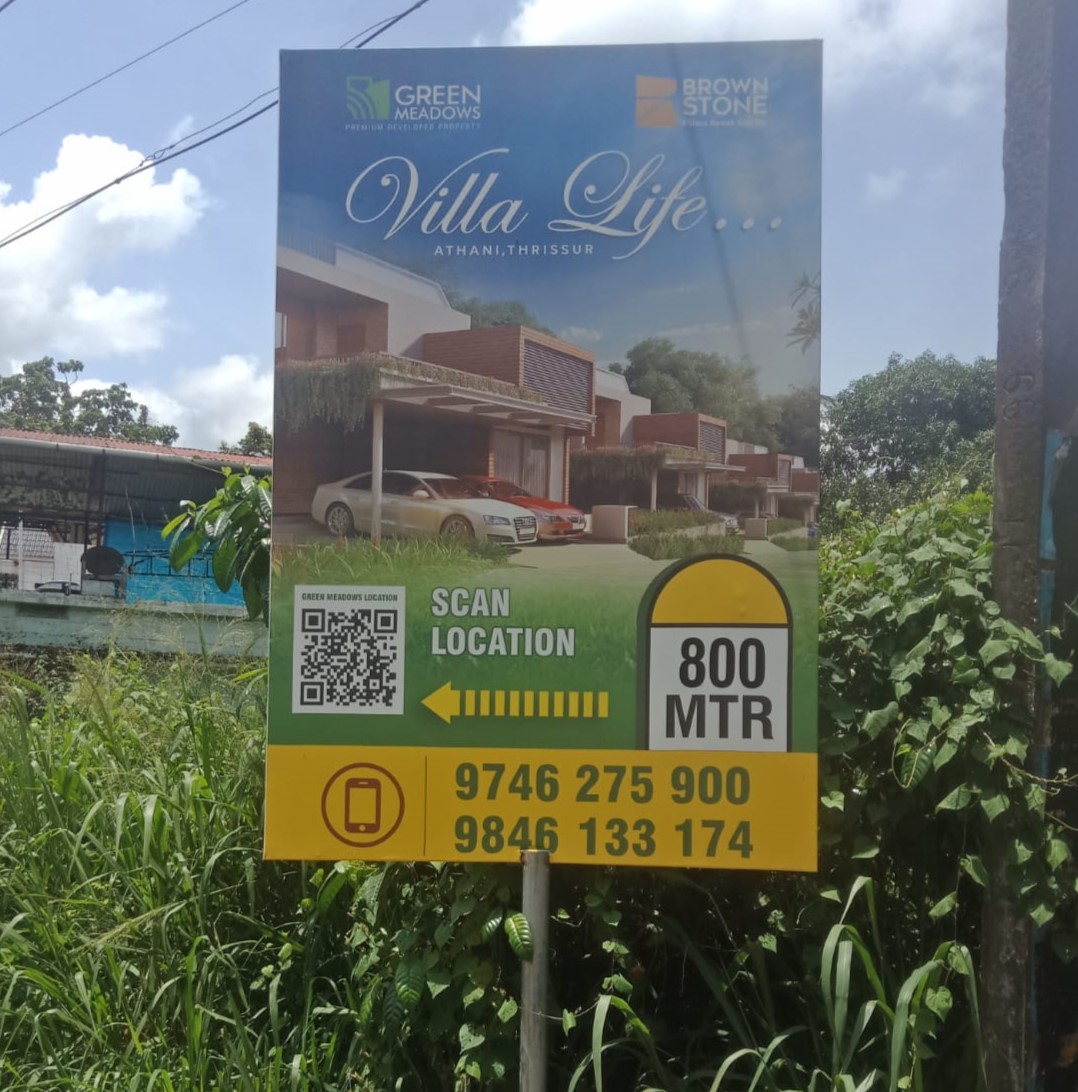 GREEN
MEADOWS
PREMIUM DEVELOPED PROPERTY
BROWN
STONE
Villa Life...
ATHANI,THRISSUR
GREEN MEADOWS LOCATION
SCAN
LOCATION
800
MTR
9746 275 900
9846 133 174